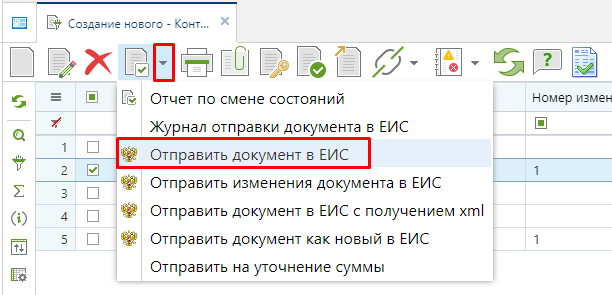 Создание нового - Конт
Номер измен
Отчет по смене состояний
Журнал отправки документа в ЕИС
1
Отправить документ в ЕИС
2
1
Отправить изменения документа в ЕИС
3
Отправить документ в ЕИС с получением xml
4
Отправить документ как новый в ЕИС
5
1
Отправить на уточнение суммы